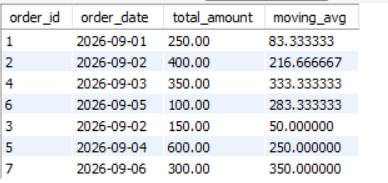 order_id order_date total_amount moving_avg
1 2026-09-01 250.00 83.333333
2 2026-09-02 400.00 216.666667
4 2026-09-03 350.00 333.333333
6 2026-09-05 100.00 283.333333
3 2026-09-02 150.00 50.000000
5 2026-09-04 600.00 250.000000
7 2026-09-06 300.00 350.000000